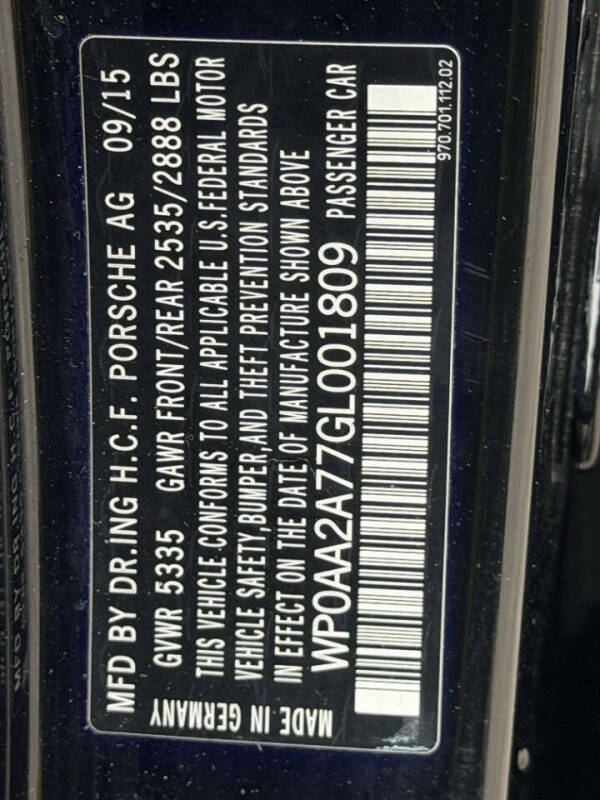 MFD BY DR.ING H.C.F. PORSCHE AG 09/15
GVWR 5335 GAWR FRONT/REAR 2535/2888 LBS
THIS VEHICLE CONFORMS TO ALL APPLICABLE U.S.FEDERAL MOTOR
VEHICLE SAFETY,BUMPER,AND THEFT PREVENTION STANDARDS
IN EFFECT ON THE DATE OF MANUFACTURE SHOWN ABOVE
WP0AA2A77GL001809 PASSENGER CAR
MADE IN GERMANY
970.701.112.02